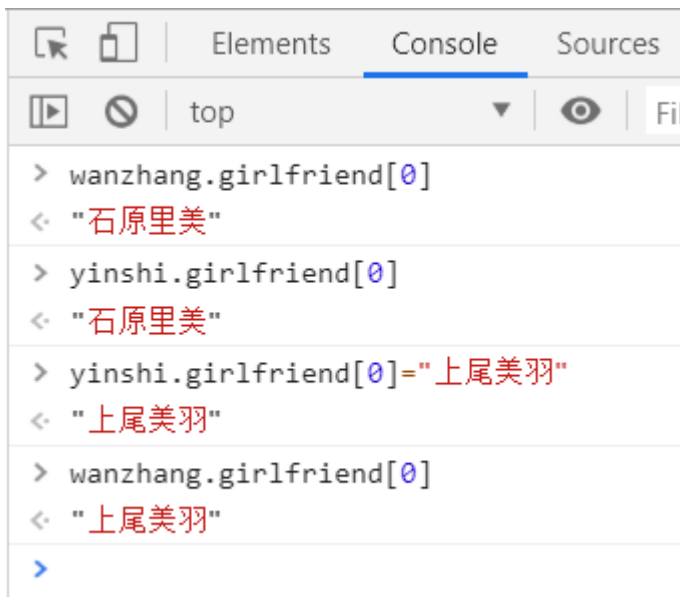 Elements Console Sources
top Fi
> wanzhang.girlfriend[0]
"石原里美"
> yinshi.girlfriend[0]
"石原里美"
> yinshi.girlfriend[0]="上尾美羽"
"上尾美羽"
> wanzhang.girlfriend[0]
"上尾美羽"
>